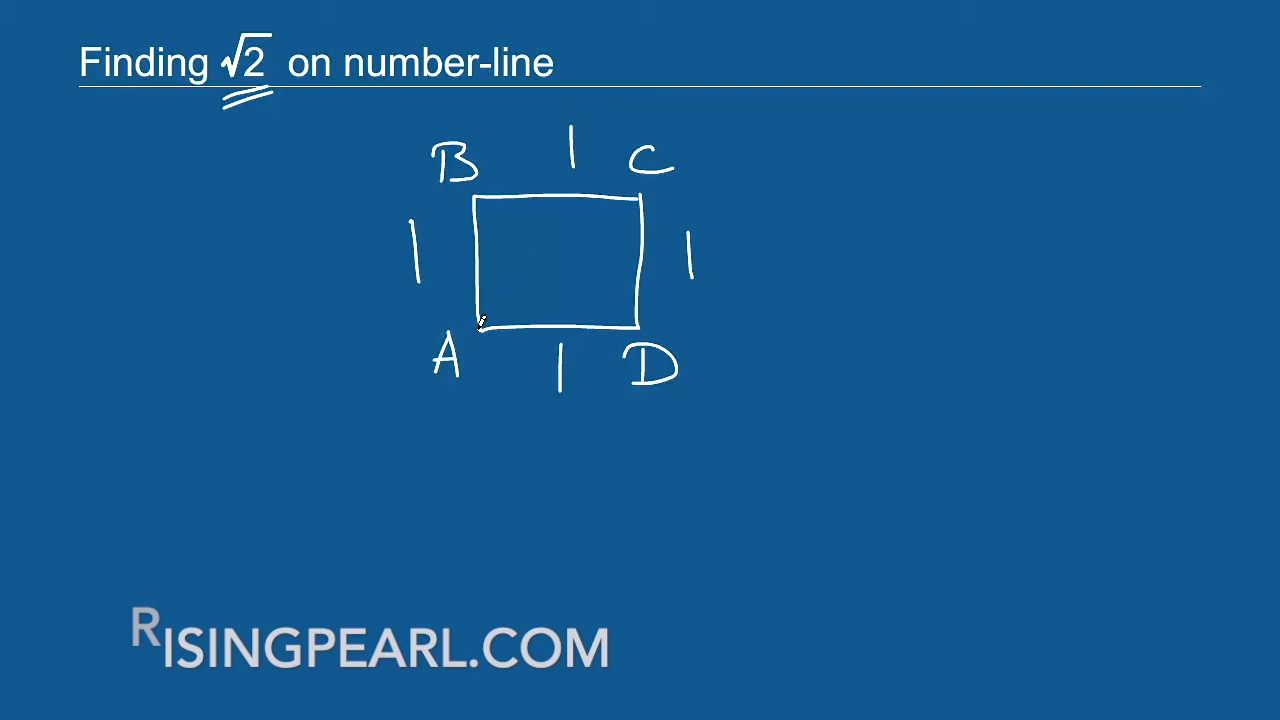 Finding √2 on number-line
B 1 C
1 1
A 1 D
RISINGPEARL.COM